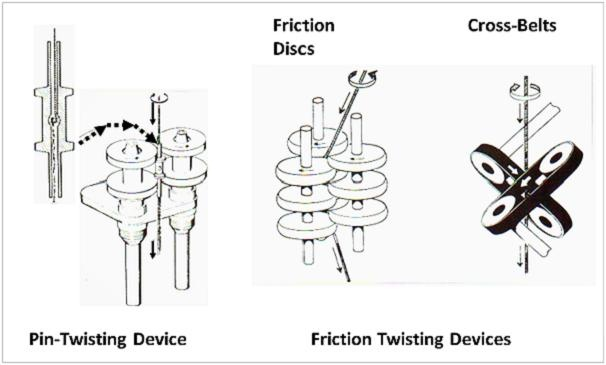 Friction
Discs
Cross-Belts
Pin-Twisting Device
Friction Twisting Devices